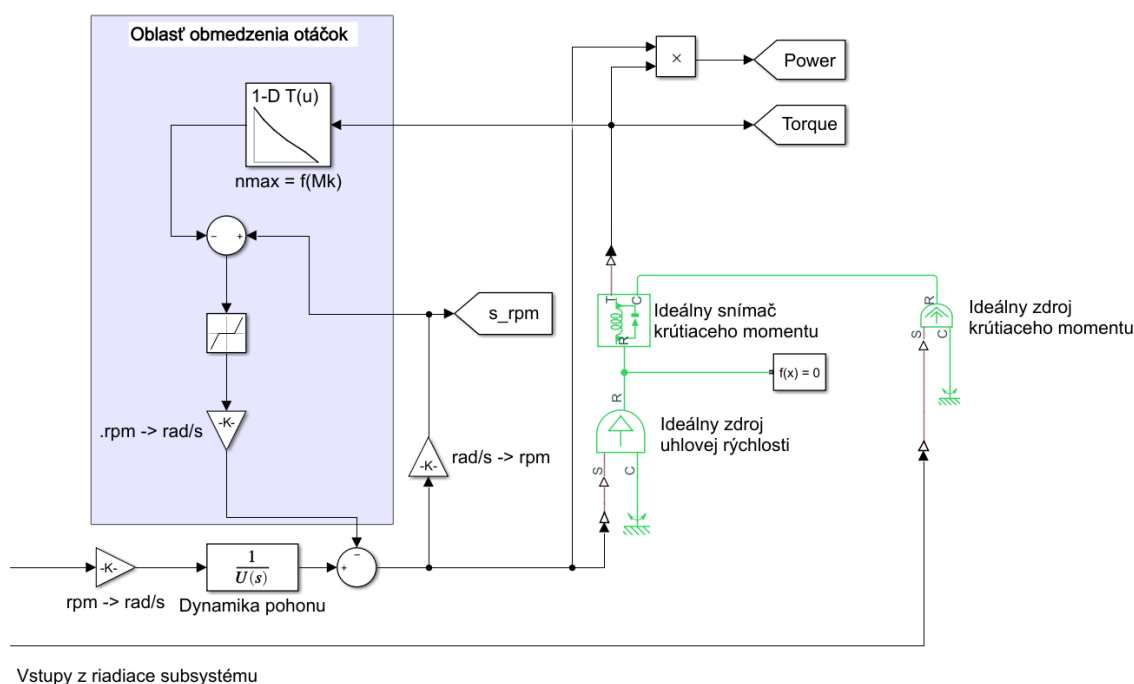 Oblasť obmedzenia otáčok
×
Power
1-D T(u)
Torque
nmax = f(Mk)
−
+
s_rpm
T
C
R
Ideálny snímač
krútiaceho momentu
R
S
C
Ideálny zdroj
krútiaceho momentu
f(x) = 0
-K-
.rpm -> rad/s
R
Ideálny zdroj
uhlovej rýchlosti
S
C
-K-
rad/s -> rpm
-K-
rpm -> rad/s
1
U(s)
Dynamika pohonu
+
−
Vstupy z riadiace subsystému